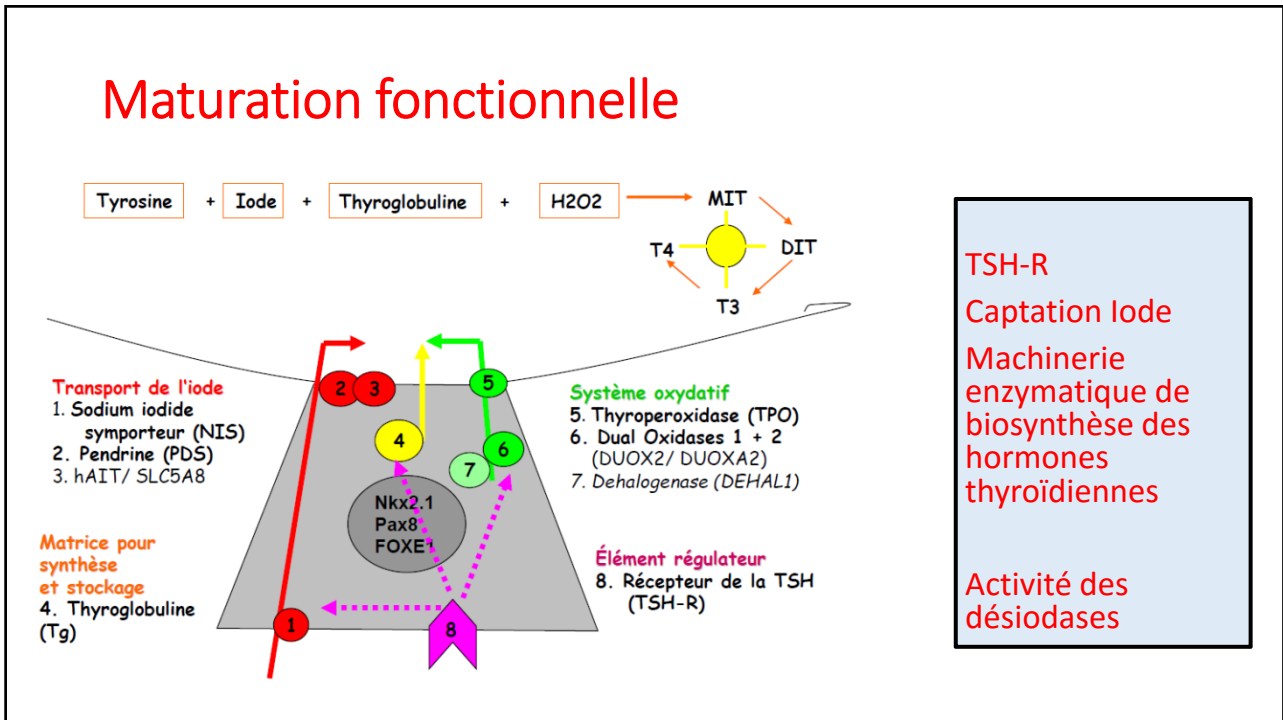 Maturation fonctionnelle
Tyrosine + Iode + Thyroglobuline + H2O2
MIT
DIT
T3
T4
Transport de l'iode
1. Sodium iodide
symporteur (NIS)
2. Pendrine (PDS)
3. hAIT/ SLC5A8
Matrice pour
synthèse
et stockage
4. Thyroglobuline
(Tg)
2
3
4
5
6
7
Nkx2.1
Pax8
FOXE1
1
8
Système oxydatif
5. Thyroperoxidase (TPO)
6. Dual Oxidases 1 + 2
(DUOX2/ DUOXA2)
7. Dehalogenase (DEHAL1)
Élément régulateur
8. Récepteur de la TSH
(TSH-R)
TSH-R
Captation Iode
Machinerie
enzymatique de
biosynthèse des
hormones
thyroïdiennes
Activité des
désiodases